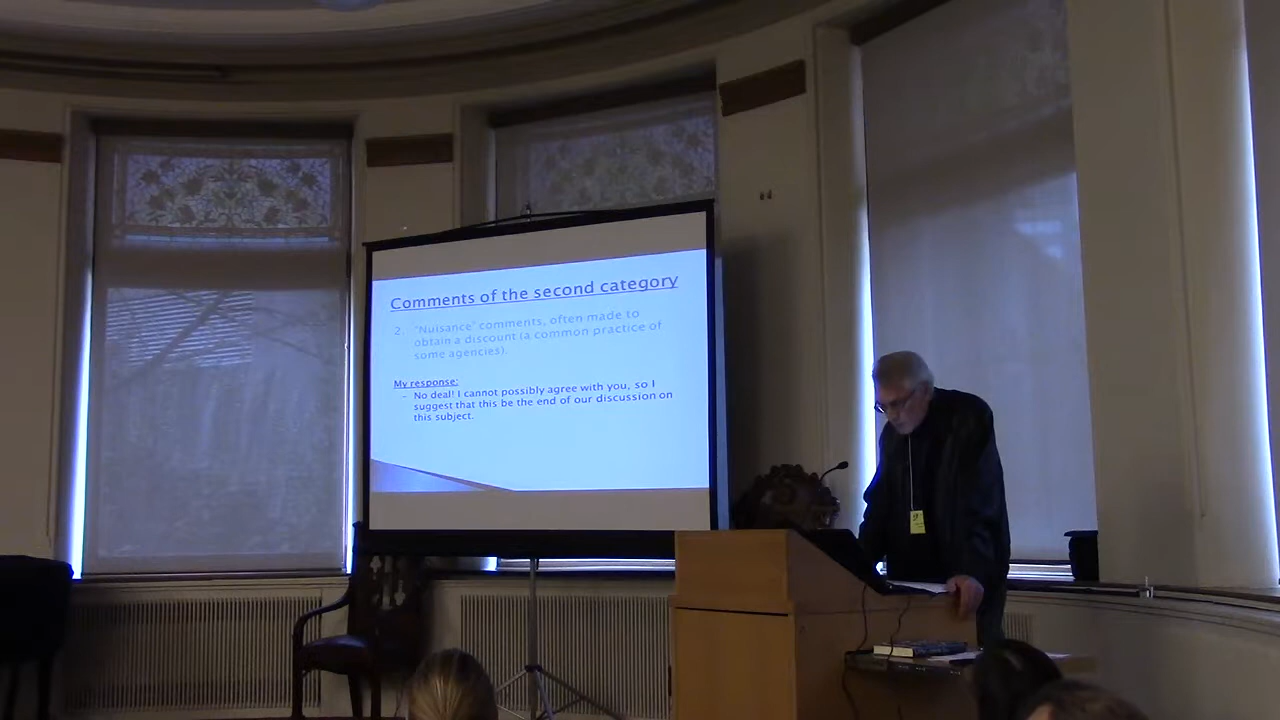 Comments of the second category
2. "Nuisance" comments, often made to
obtain a discount (a common practice of
some agencies).
My response:
– No deal! I cannot possibly agree with you, so I
suggest that this be the end of our discussion on
this subject.